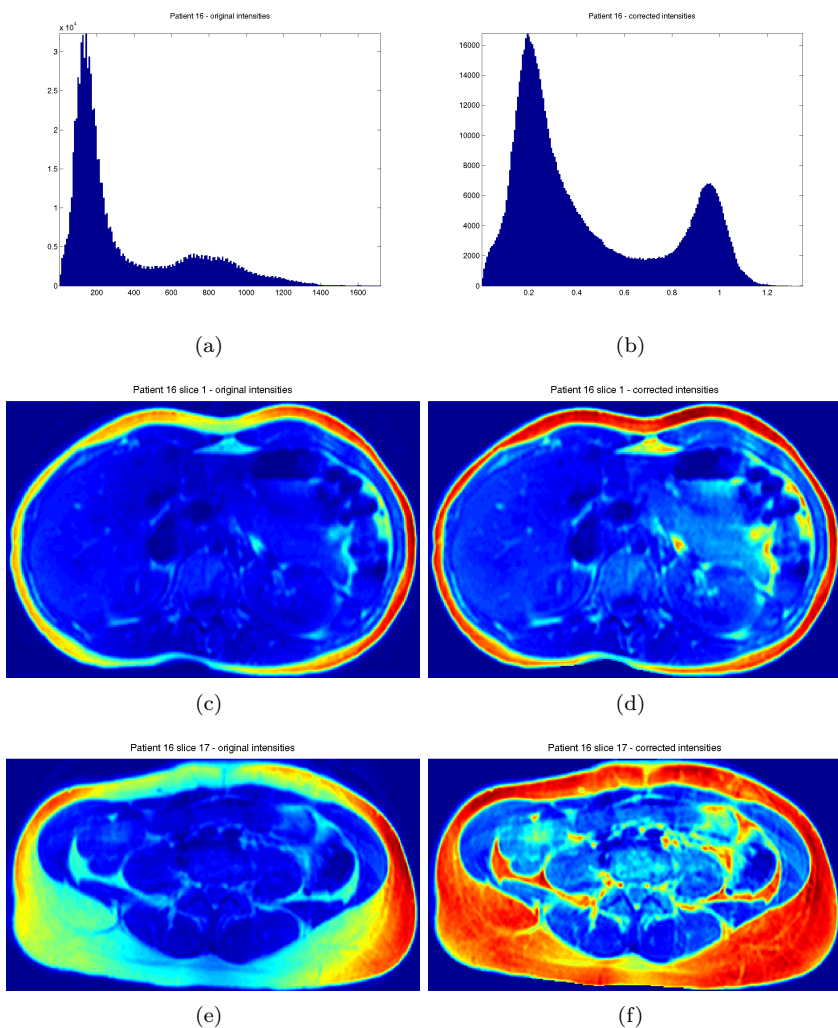 Patient 16 - original intensities
x 10⁴
3
2.5
2
1.5
1
0.5
0
200 400 600 800 1000 1200 1400 1600
(a)
Patient 16 - corrected intensities
16000
14000
12000
10000
8000
6000
4000
2000
0
0.2 0.4 0.6 0.8 1 1.2
(b)
Patient 16 slice 1 - original intensities
(c)
Patient 16 slice 1 - corrected intensities
(d)
Patient 16 slice 17 - original intensities
(e)
Patient 16 slice 17 - corrected intensities
(f)